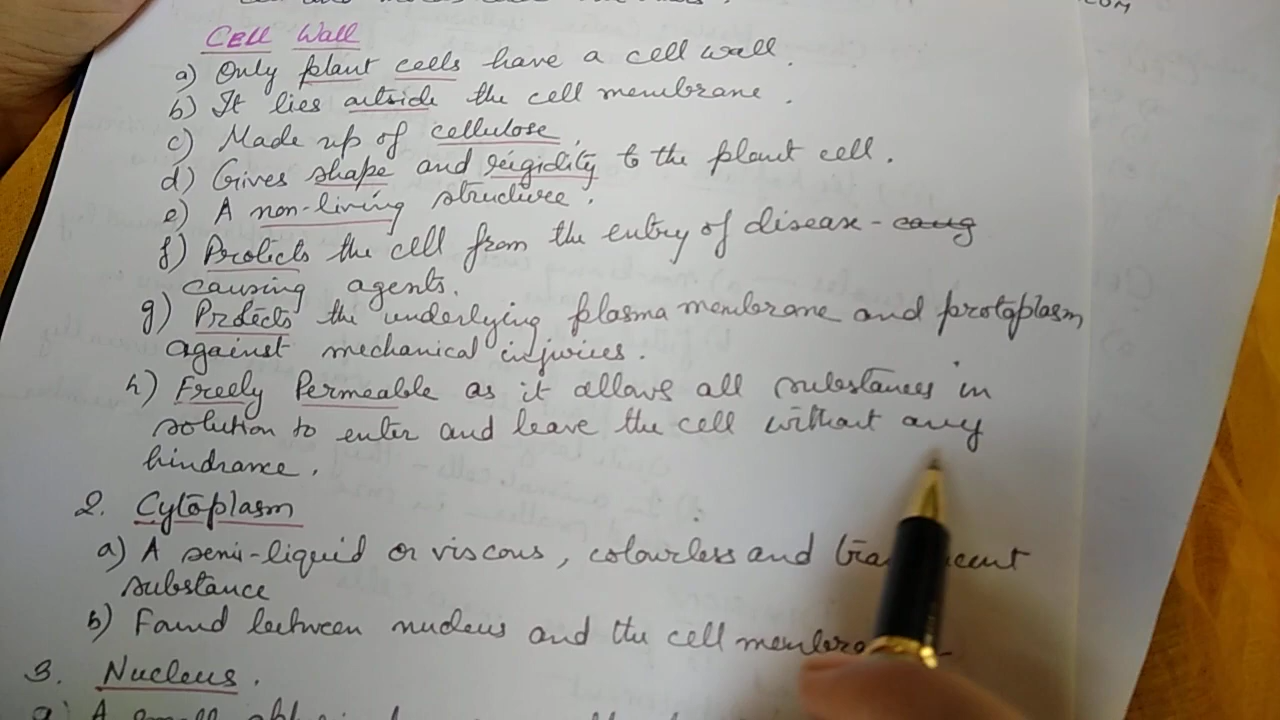 COM
CELL WALL
a) Only plant cells have a cell wall.
b) It lies outside the cell membrane.
c) Made up of cellulose.
d) Gives shape and rigidity to the plant cell.
e) A non-living structure.
f) Protects the cell from the entry of disease - caug
causing agents.
g) Protects the underlying plasma membrane and protoplasm
against mechanical injuries.
h) Freely Permeable as it allows all substances in
solution to enter and leave the cell without any
hindrance.
2. Cytoplasm
a) A semi-liquid or viscous, colourless and
substance
b) Found between nucleus and the cell
3. Nucleus.
a) A small